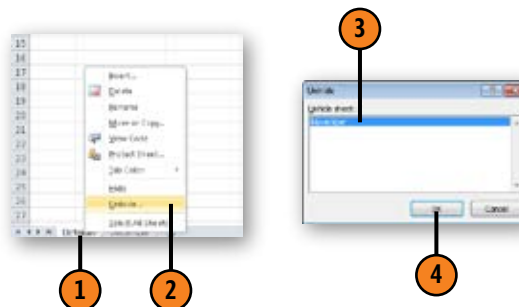 15
16
17
18
19
20
21
22
23
24
25
26
27
Insert...
Delete
Rename
Move or Copy...
View Code
Protect Sheet...
Tab Color
Hide
Unhide...
Select All Sheets
1
2
3
Unhide
Unhide sheet:
November
OK
Cancel
4